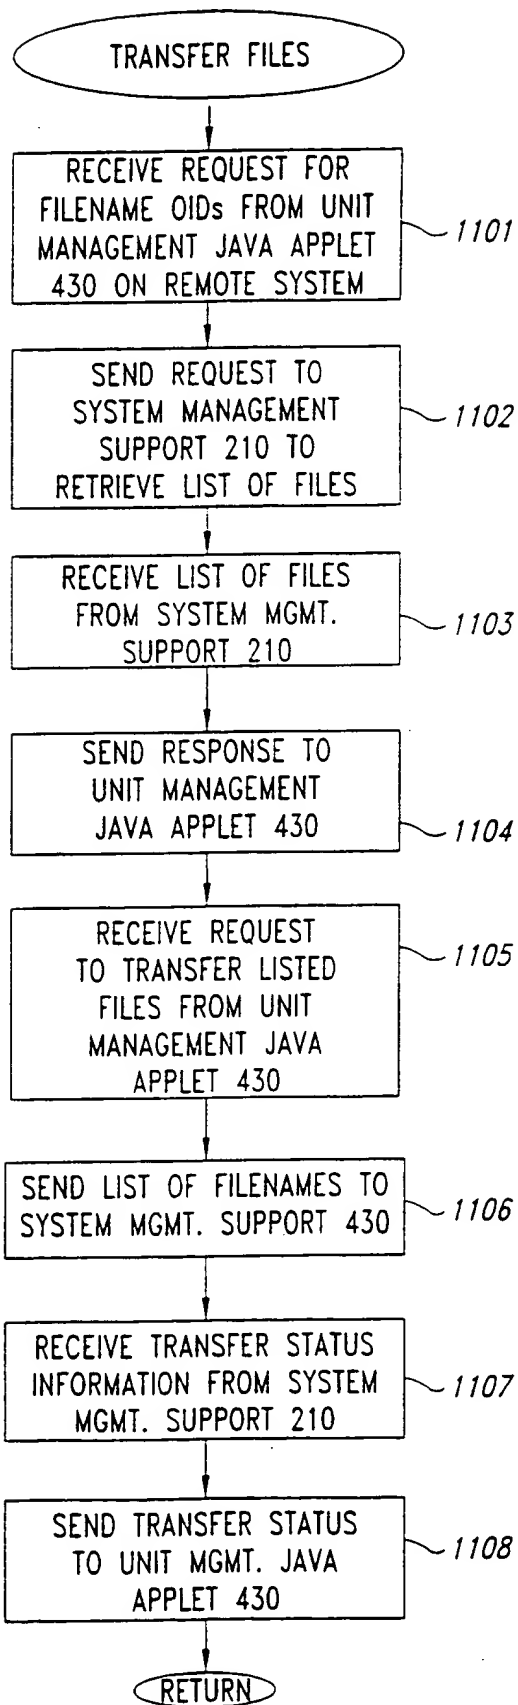 TRANSFER FILES
RECEIVE REQUEST FOR
FILENAME OIDs FROM UNIT
MANAGEMENT JAVA APPLET
430 ON REMOTE SYSTEM
1101
SEND REQUEST TO
SYSTEM MANAGEMENT
SUPPORT 210 TO
RETRIEVE LIST OF FILES
1102
RECEIVE LIST OF FILES
FROM SYSTEM MGMT.
SUPPORT 210
1103
SEND RESPONSE TO
UNIT MANAGEMENT
JAVA APPLET 430
1104
RECEIVE REQUEST
TO TRANSFER LISTED
FILES FROM UNIT
MANAGEMENT JAVA
APPLET 430
1105
SEND LIST OF FILENAMES TO
SYSTEM MGMT. SUPPORT 430
1106
RECEIVE TRANSFER STATUS
INFORMATION FROM SYSTEM
MGMT. SUPPORT 210
1107
SEND TRANSFER STATUS
TO UNIT MGMT. JAVA
APPLET 430
1108
RETURN